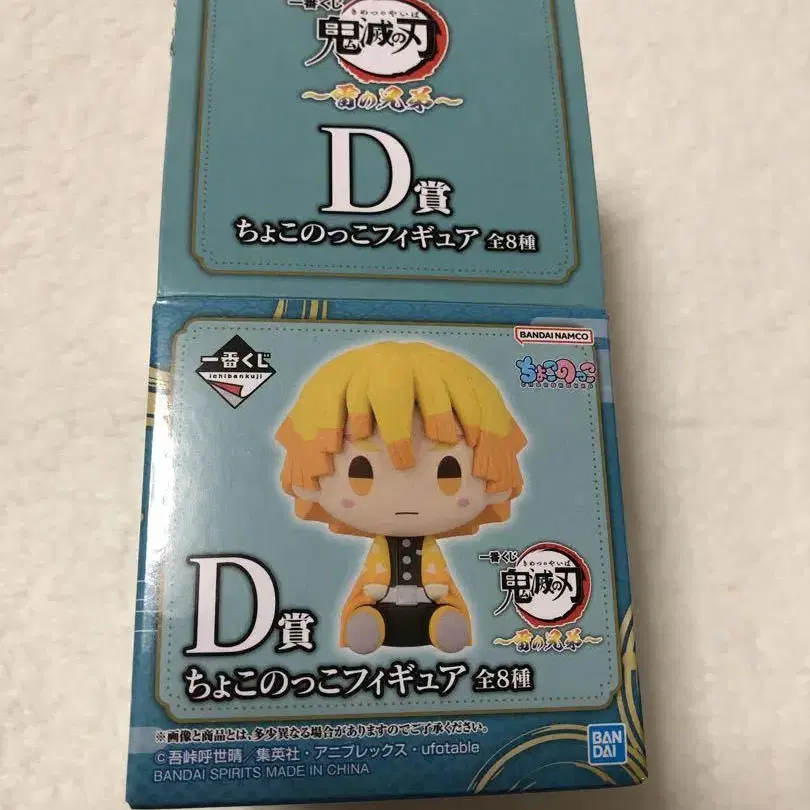 一番くじ
きめつのやいば
鬼滅の刃
～雷の兄弟～
D賞
ちょこのっこフィギュア 全8種
一番くじ
ichibankuji
BANDAI NAMCO
ちょこのっこ
CHOKONOKKO
一番くじ
きめつのやいば
鬼滅の刃
～雷の兄弟～
D賞
ちょこのっこフィギュア 全8種
※画像と商品とは、多少異なる場合がありますのでご了承ください。
©吾峠呼世晴／集英社・アニプレックス・ufotable
BANDAI SPIRITS MADE IN CHINA
BAN
DAI